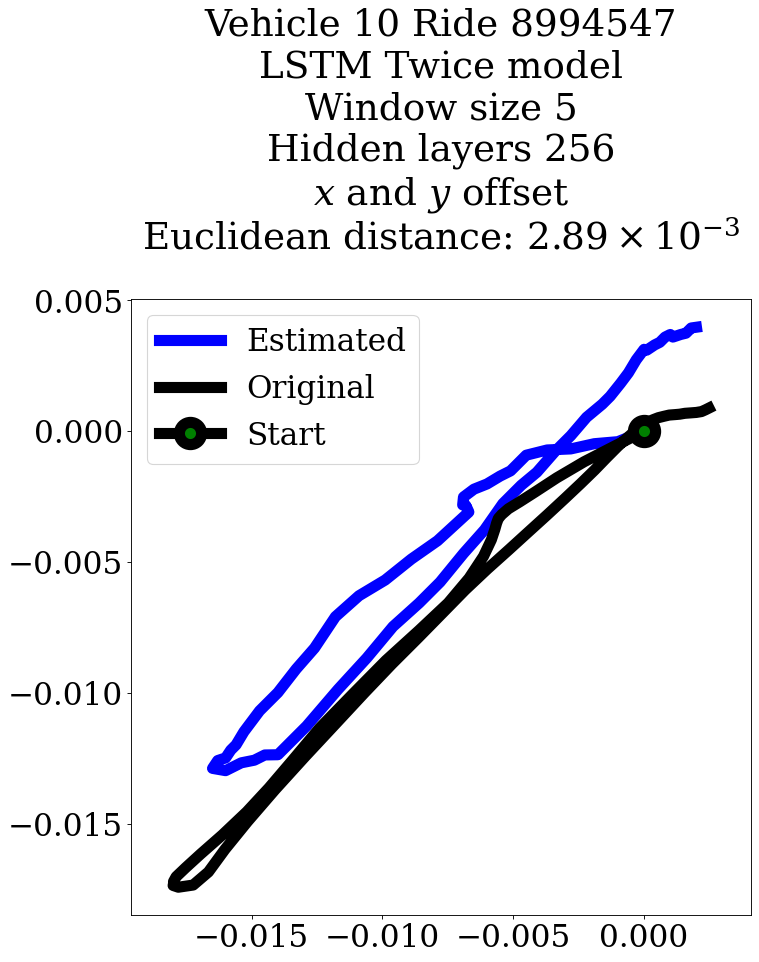 Vehicle 10 Ride 8994547
LSTM Twice model
Window size 5
Hidden layers 256
x and y offset
Euclidean distance: 2.89 × 10⁻³
0.005
Estimated
Original
Start
0.000
−0.005
−0.010
−0.015
−0.015 −0.010 −0.005 0.000